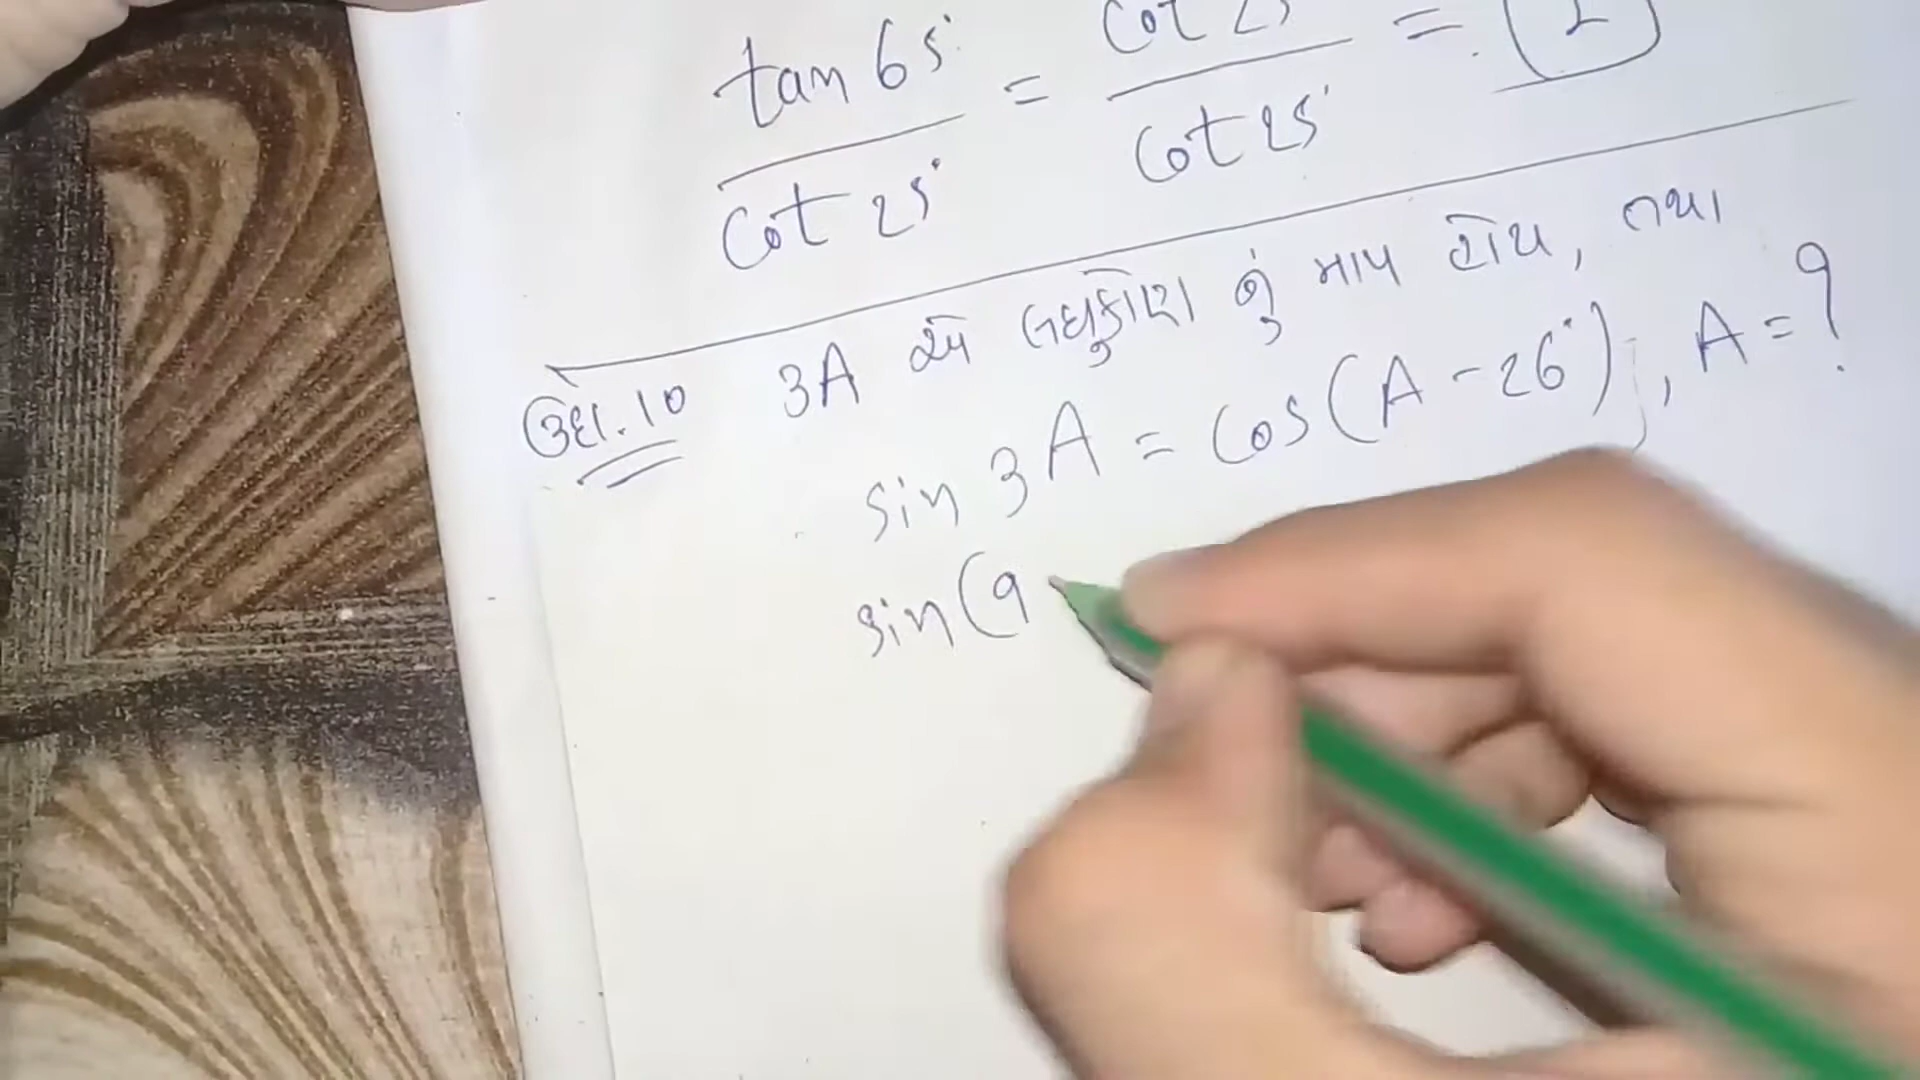 tan 65° = cot 25° = 1
cot 25° cot 25°
ઉદા.10 3A એ લઘુકોણ નું માપ હોય, તથા
sin 3A = cos(A - 26°), A = ?
sin(9